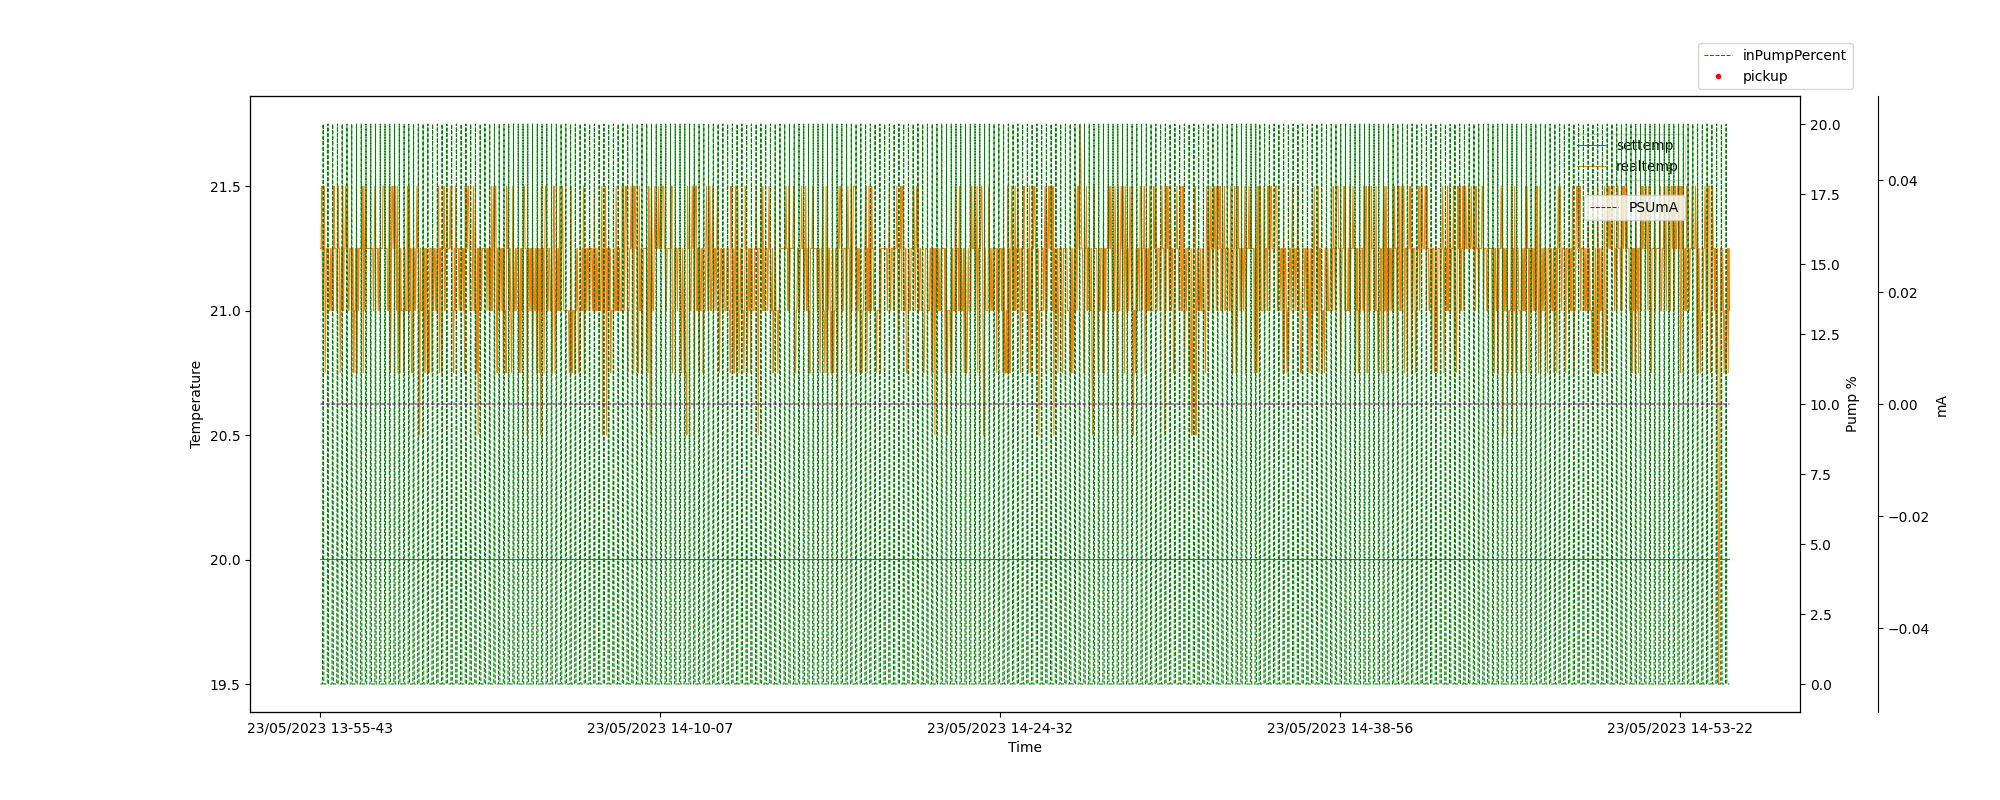 inPumpPercent
pickup
settemp
realtemp
PSUmA
21.5
21.0
20.5
20.0
19.5
Temperature
20.0
17.5
15.0
12.5
10.0
7.5
5.0
2.5
0.0
Pump %
0.04
0.02
0.00
−0.02
−0.04
mA
23/05/2023 13-55-43
23/05/2023 14-10-07
23/05/2023 14-24-32
23/05/2023 14-38-56
23/05/2023 14-53-22
Time